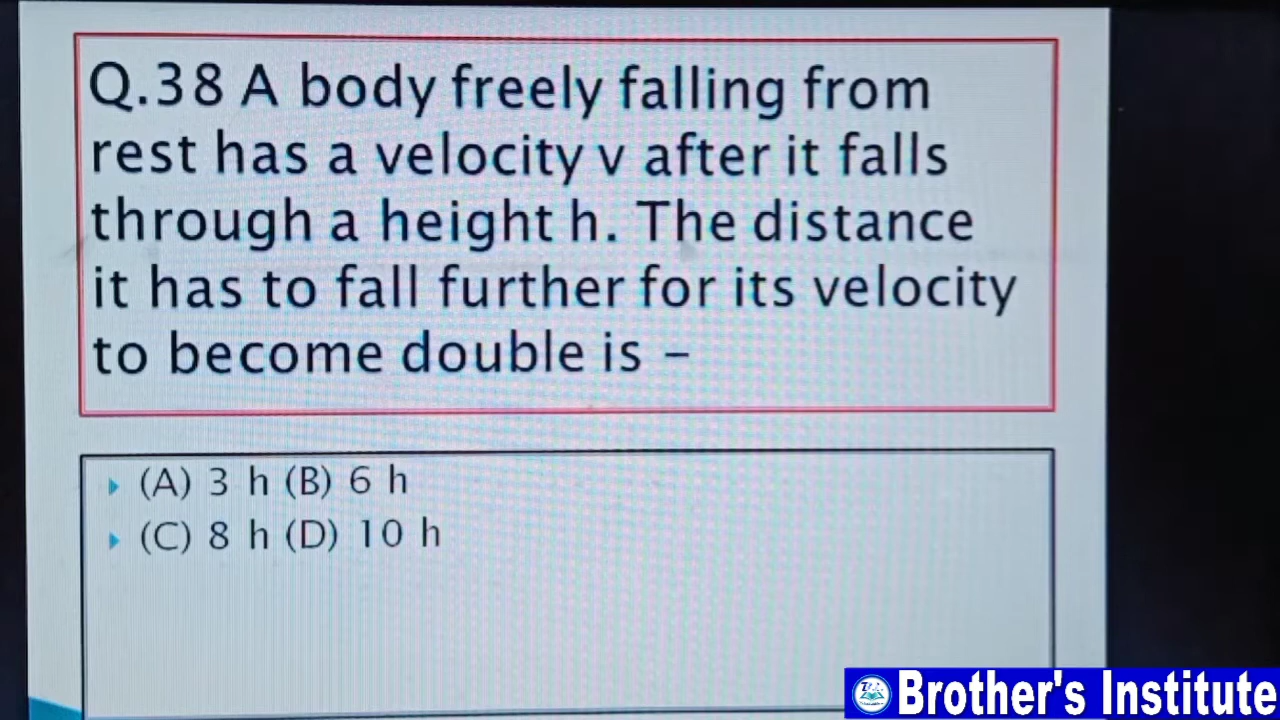 Q.38 A body freely falling from
rest has a velocity v after it falls
through a height h. The distance
it has to fall further for its velocity
to become double is –
(A) 3 h (B) 6 h
(C) 8 h (D) 10 h
Brother's Institute